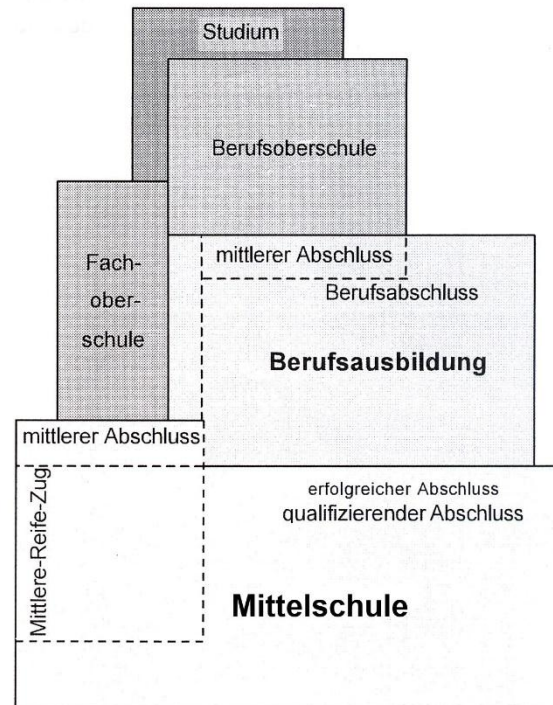 Studium
Berufsoberschule
mittlerer Abschluss
Fach-
ober-
schule
Berufsabschluss
Berufsausbildung
mittlerer Abschluss
Mittlere-Reife-Zug
erfolgreicher Abschluss
qualifizierender Abschluss
Mittelschule